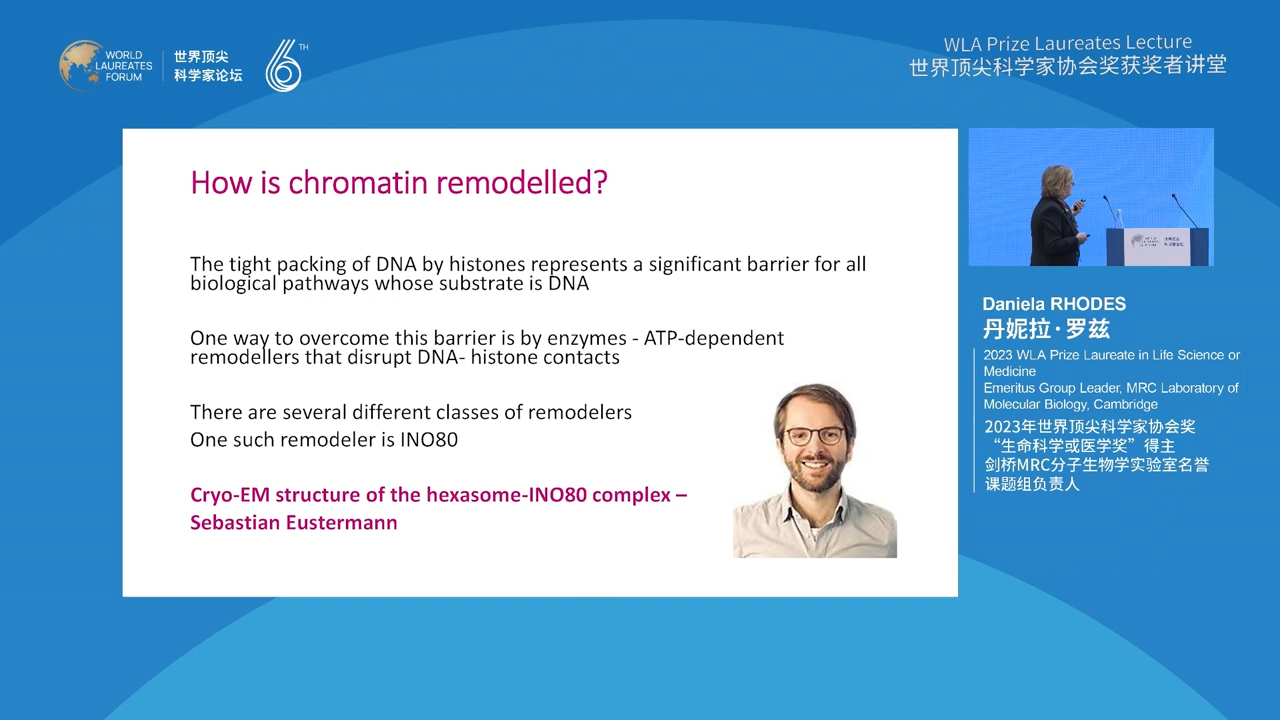 WORLD
LAUREATES
FORUM
世界顶尖
科学家论坛
6TH
WLA Prize Laureates Lecture
世界顶尖科学家协会奖获奖者讲堂
How is chromatin remodelled?
The tight packing of DNA by histones represents a significant barrier for all
biological pathways whose substrate is DNA
One way to overcome this barrier is by enzymes - ATP-dependent
remodellers that disrupt DNA- histone contacts
There are several different classes of remodelers
One such remodeler is INO80
Cryo-EM structure of the hexasome-INO80 complex –
Sebastian Eustermann
Daniela RHODES
丹妮拉·罗兹
2023 WLA Prize Laureate in Life Science or
Medicine
Emeritus Group Leader, MRC Laboratory of
Molecular Biology, Cambridge
2023年世界顶尖科学家协会奖
“生命科学或医学奖”得主
剑桥MRC分子生物学实验室名誉
课题组负责人